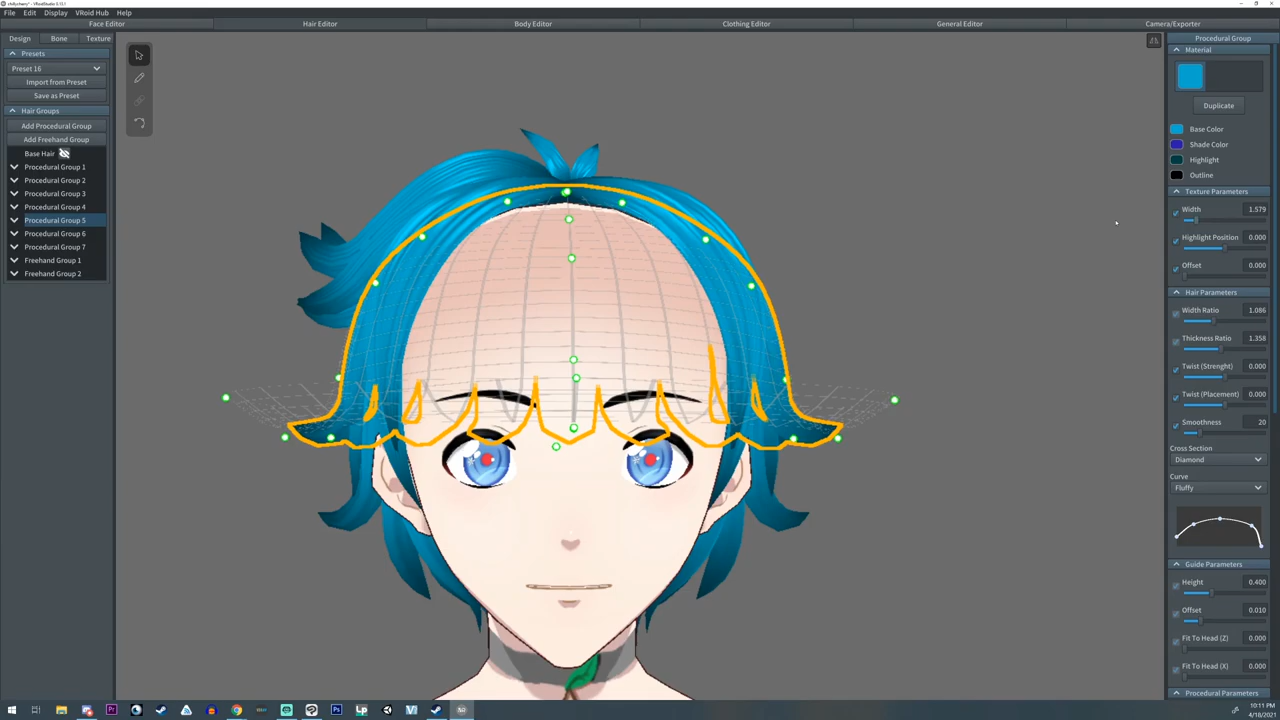 File Edit Display VRoid Hub Help
Face Editor Hair Editor Body Editor Clothing Editor General Editor Camera/Exporter
Design Bone Texture
Presets
Preset 16
Import from Preset
Save as Preset
Hair Groups
Add Procedural Group
Add Freehand Group
Base Hair
Procedural Group 1
Procedural Group 2
Procedural Group 3
Procedural Group 4
Procedural Group 5
Procedural Group 6
Procedural Group 7
Freehand Group 1
Freehand Group 2
Procedural Group
Material
Duplicate
Base Color
Shade Color
Highlight
Outline
Texture Parameters
Width 1.579
Highlight Position 0.000
Offset 0.000
Hair Parameters
Width Ratio 1.086
Thickness Ratio 1.358
Twist (Strenght) 0.000
Twist (Placement) 0.000
Smoothness 20
Cross Section
Diamond
Curve
Fluffy
Guide Parameters
Height 0.400
Offset 0.010
Fit To Head (Z) 0.000
Fit To Head (X) 0.000
Procedural Parameters
Pr
Ps
Lp
10:11 PM
4/18/2021